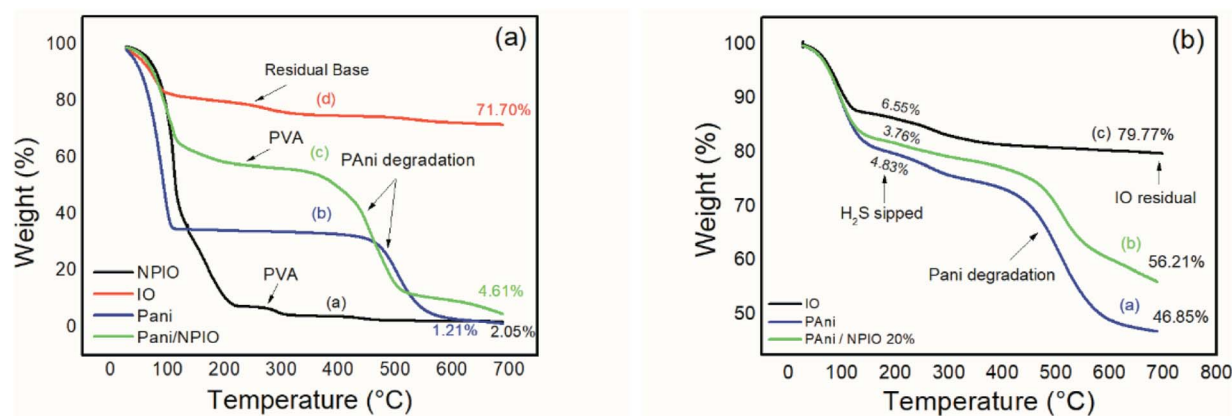 (a)
100
80
60
40
20
0
Weight (%)
Residual Base
(d)
71.70%
PVA
(c)
PAni degradation
(b)
PVA
(a)
4.61%
1.21%
2.05%
NPIO
IO
Pani
Pani/NPIO
0 100 200 300 400 500 600 700
Temperature (°C)
(b)
100
90
80
70
60
50
Weight (%)
6.55%
3.76%
4.83%
(c) 79.77%
H₂S sipped
IO residual
Pani degradation
(b)
56.21%
(a)
46.85%
IO
PAni
PAni / NPIO 20%
0 100 200 300 400 500 600 700 800
Temperature (°C)